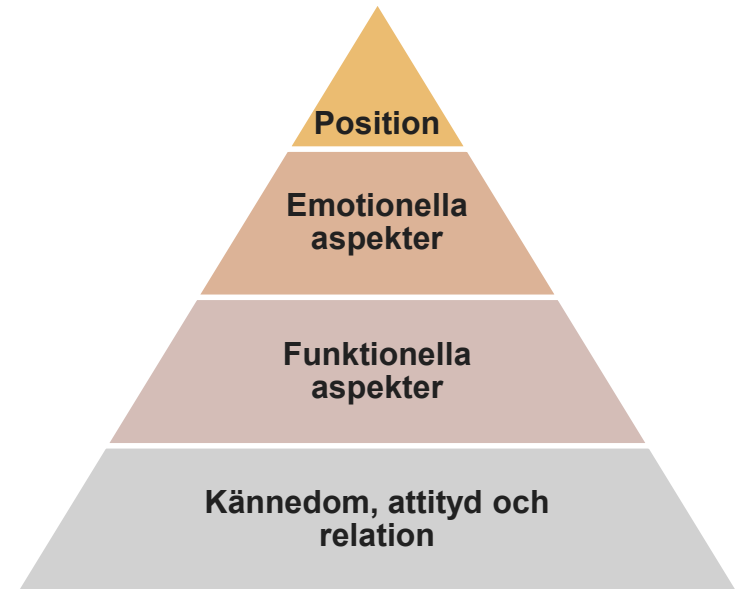 Position
Emotionella
aspekter
Funktionella
aspekter
Kännedom, attityd och
relation